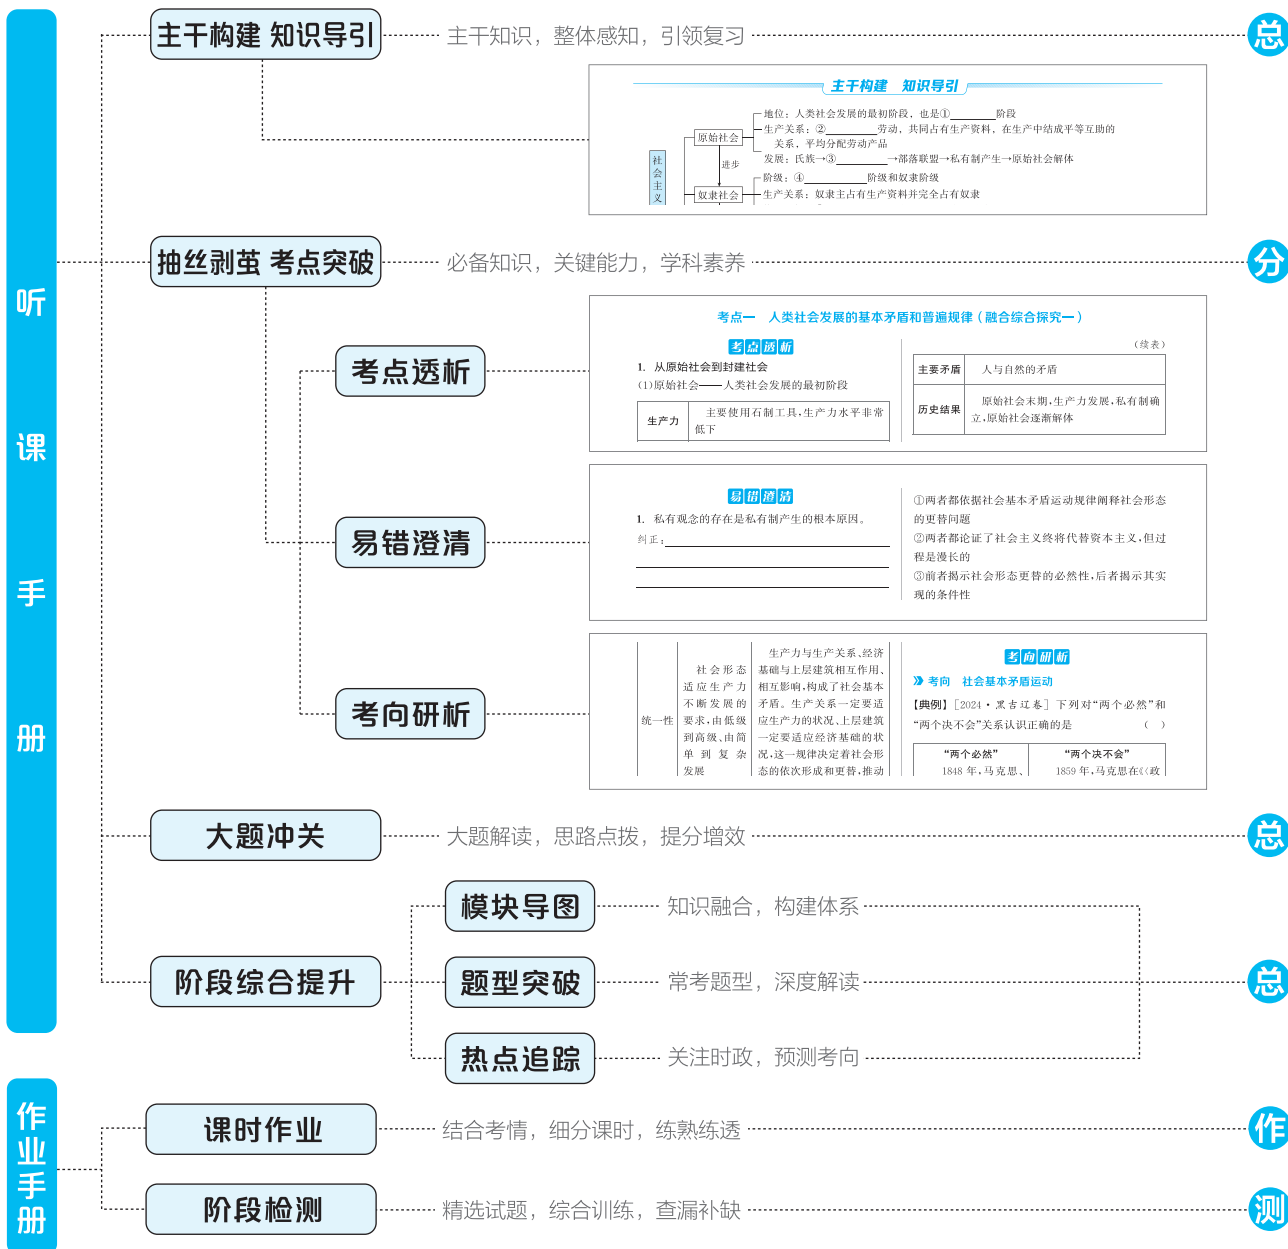 听课手册
主干构建 知识导引
主干知识，整体感知，引领复习
总
主干构建 知识导引
社会主义
原始社会
地位：人类社会发展的最初阶段，也是①________阶段
生产关系：②________劳动，共同占有生产资料，在生产中结成平等互助的
关系，平均分配劳动产品
发展：氏族→③________→部落联盟→私有制产生→原始社会解体
进步
奴隶社会
阶级：④________阶级和奴隶阶级
生产关系：奴隶主占有生产资料并完全占有奴隶
抽丝剥茧 考点突破
必备知识，关键能力，学科素养
分
考点透析
考点一 人类社会发展的基本矛盾和普遍规律（融合综合探究一）
考点透析
1. 从原始社会到封建社会
(1)原始社会——人类社会发展的最初阶段
生产力
主要使用石制工具，生产力水平非常
低下
（续表）
主要矛盾
人与自然的矛盾
历史结果
原始社会末期，生产力发展，私有制确
立，原始社会逐渐解体
易错澄清
易错澄清
1. 私有观念的存在是私有制产生的根本原因。
纠正：
①两者都依据社会基本矛盾运动规律阐释社会形态
的更替问题
②两者都论证了社会主义终将代替资本主义，但过
程是漫长的
③前者揭示社会形态更替的必然性，后者揭示其实
现的条件性
考向研析
统一性
社会形态
适应生产力
不断发展的
要求，由低级
到高级、由简
单到复杂
发展
生产力与生产关系、经济
基础与上层建筑相互作用、
相互影响，构成了社会基本
矛盾。生产关系一定要适
应生产力的状况、上层建筑
一定要适应经济基础的状
况，这一规律决定着社会形
态的依次形成和更替，推动
考向研析
考向 社会基本矛盾运动
【典例】［2024·黑吉辽卷］下列对“两个必然”和
“两个决不会”关系认识正确的是 （ ）
“两个必然”
“两个决不会”
1848 年，马克思、
1859 年，马克思在《〈政
大题冲关
大题解读，思路点拨，提分增效
总
阶段综合提升
模块导图
知识融合，构建体系
题型突破
常考题型，深度解读
总
热点追踪
关注时政，预测考向
作业手册
课时作业
结合考情，细分课时，练熟练透
作
阶段检测
精选试题，综合训练，查漏补缺
测